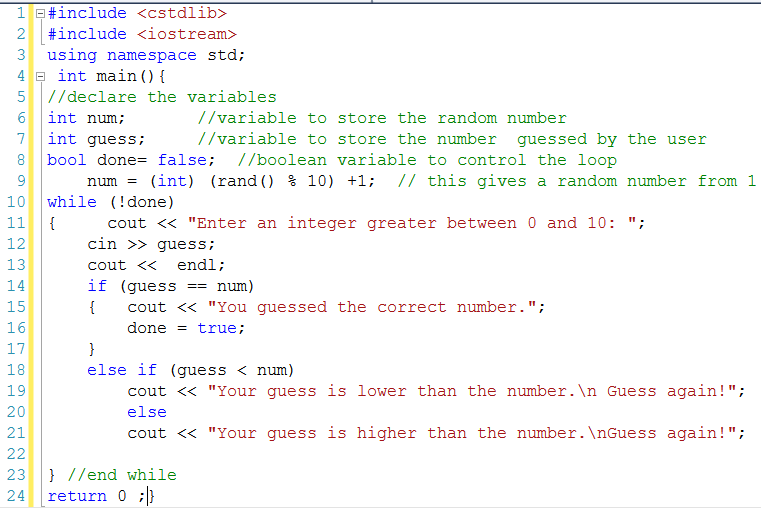 1 #include <cstdlib>
2 #include <iostream>
3 using namespace std;
4 int main(){
5 //declare the variables
6 int num;       //variable to store the random number
7 int guess;     //variable to store the number  guessed by the user
8 bool done= false;  //boolean variable to control the loop
9     num = (int) (rand() % 10) +1;  // this gives a random number from 1
10 while (!done)
11 {     cout << "Enter an integer greater between 0 and 10: ";
12     cin >> guess;
13     cout <<  endl;
14     if (guess == num)
15     {   cout << "You guessed the correct number.";
16         done = true;
17     }
18     else if (guess < num)
19         cout << "Your guess is lower than the number.\n Guess again!";
20         else
21         cout << "Your guess is higher than the number.\nGuess again!";
22
23 } //end while
24 return 0 ;}